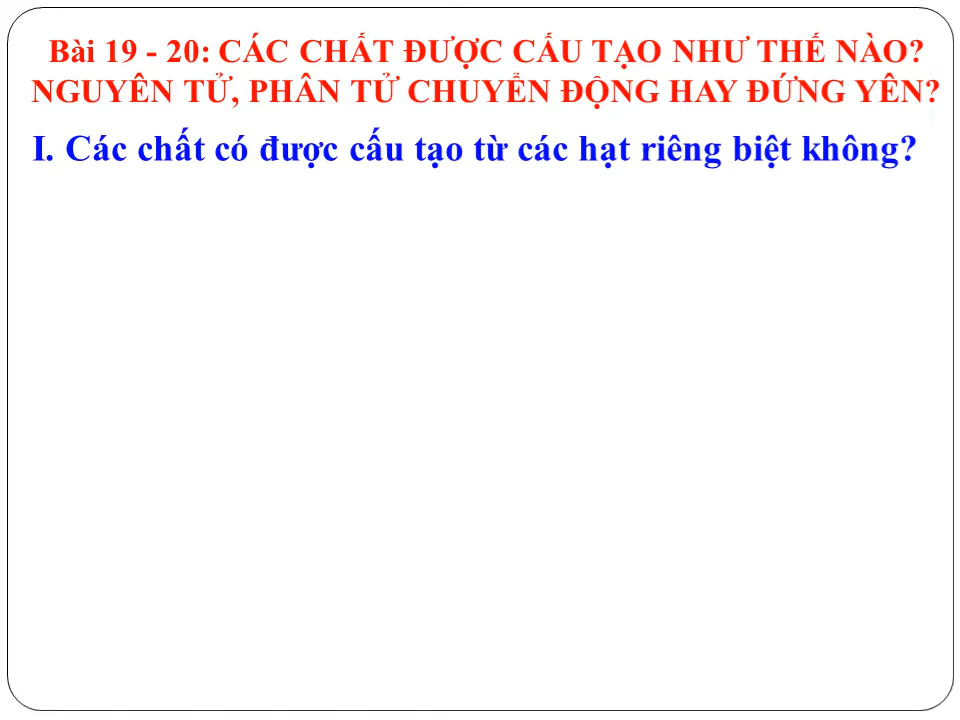 Bài 19 - 20: CÁC CHẤT ĐƯỢC CẤU TẠO NHƯ THẾ NÀO?
NGUYÊN TỬ, PHÂN TỬ CHUYỂN ĐỘNG HAY ĐỨNG YÊN?
I. Các chất có được cấu tạo từ các hạt riêng biệt không?